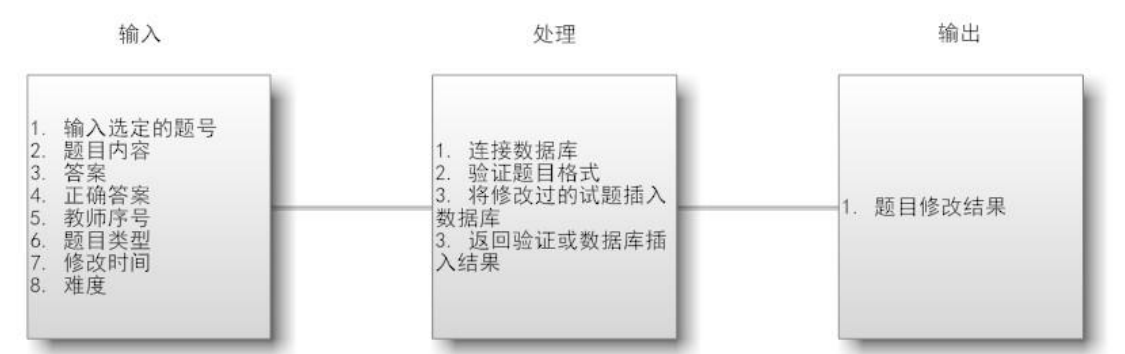 输入
处理
输出
1. 输入选定的题号
2. 题目内容
3. 答案
4. 正确答案
5. 教师序号
6. 题目类型
7. 修改时间
8. 难度
1. 连接数据库
2. 验证题目格式
3. 将修改过的试题插入
数据库
3. 返回验证或数据库插
入结果
1. 题目修改结果